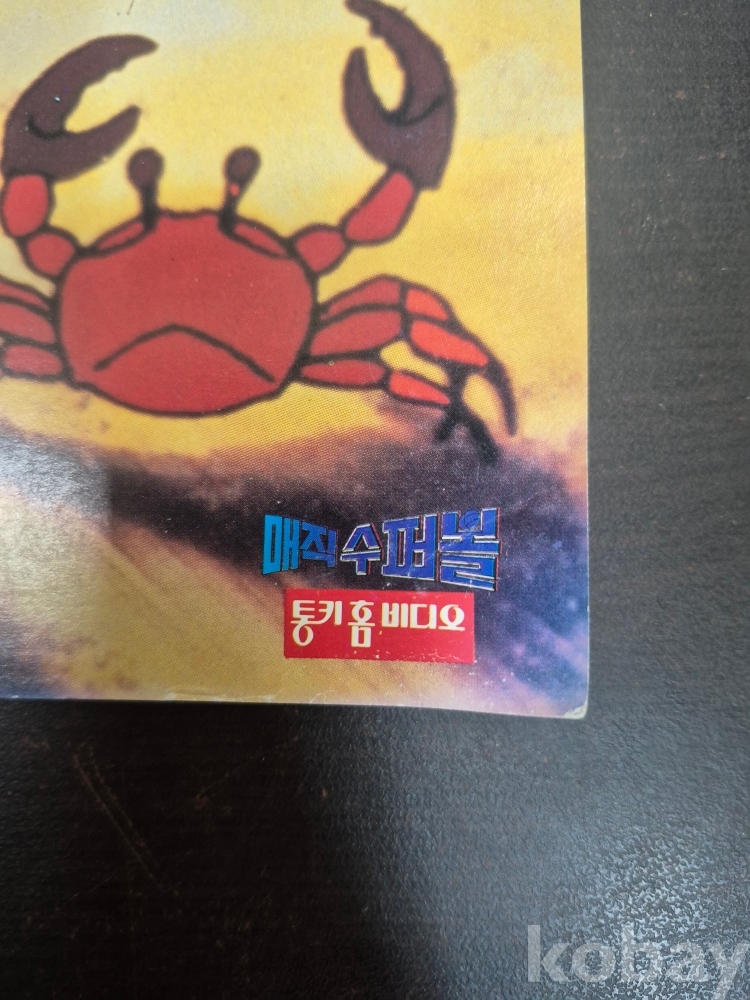 매직 수퍼볼
통키 홈 비디오
kobay